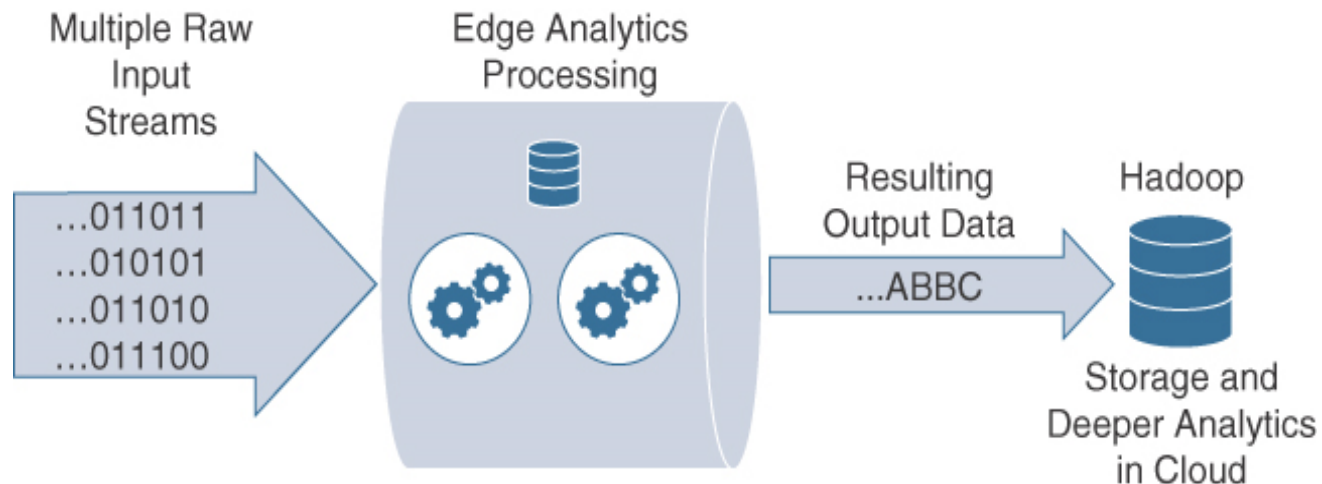 Multiple Raw
Input
Streams
...011011
...010101
...011010
...011100
Edge Analytics
Processing
Resulting
Output Data
...ABBC
Hadoop
Storage and
Deeper Analytics
in Cloud